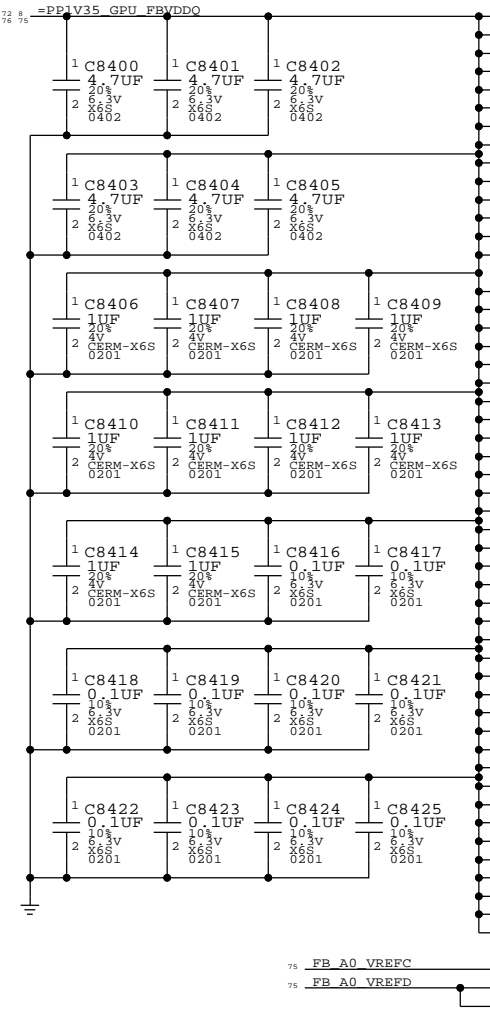 72 8 =PP1V35_GPU_FBVDDQ
76 75
1 C8400 1 C8401 1 C8402
4.7UF 4.7UF 4.7UF
20% 20% 20%
6.3V 6.3V 6.3V
2 X6S 2 X6S 2 X6S
0402 0402 0402
1 C8403 1 C8404 1 C8405
4.7UF 4.7UF 4.7UF
20% 20% 20%
6.3V 6.3V 6.3V
2 X6S 2 X6S 2 X6S
0402 0402 0402
1 C8406 1 C8407 1 C8408 1 C8409
1UF 1UF 1UF 1UF
20% 20% 20% 20%
4V 4V 4V 4V
2 CERM-X6S 2 CERM-X6S 2 CERM-X6S 2 CERM-X6S
0201 0201 0201 0201
1 C8410 1 C8411 1 C8412 1 C8413
1UF 1UF 1UF 1UF
20% 20% 20% 20%
4V 4V 4V 4V
2 CERM-X6S 2 CERM-X6S 2 CERM-X6S 2 CERM-X6S
0201 0201 0201 0201
1 C8414 1 C8415 1 C8416 1 C8417
1UF 1UF 0.1UF 0.1UF
20% 20% 10% 10%
4V 4V 6.3V 6.3V
2 CERM-X6S 2 CERM-X6S 2 X6S 2 X6S
0201 0201 0201 0201
1 C8418 1 C8419 1 C8420 1 C8421
0.1UF 0.1UF 0.1UF 0.1UF
10% 10% 10% 10%
6.3V 6.3V 6.3V 6.3V
2 X6S 2 X6S 2 X6S 2 X6S
0201 0201 0201 0201
1 C8422 1 C8423 1 C8424 1 C8425
0.1UF 0.1UF 0.1UF 0.1UF
10% 10% 10% 10%
6.3V 6.3V 6.3V 6.3V
2 X6S 2 X6S 2 X6S 2 X6S
0201 0201 0201 0201
75 FB_A0_VREFC
75 FB_A0_VREFD